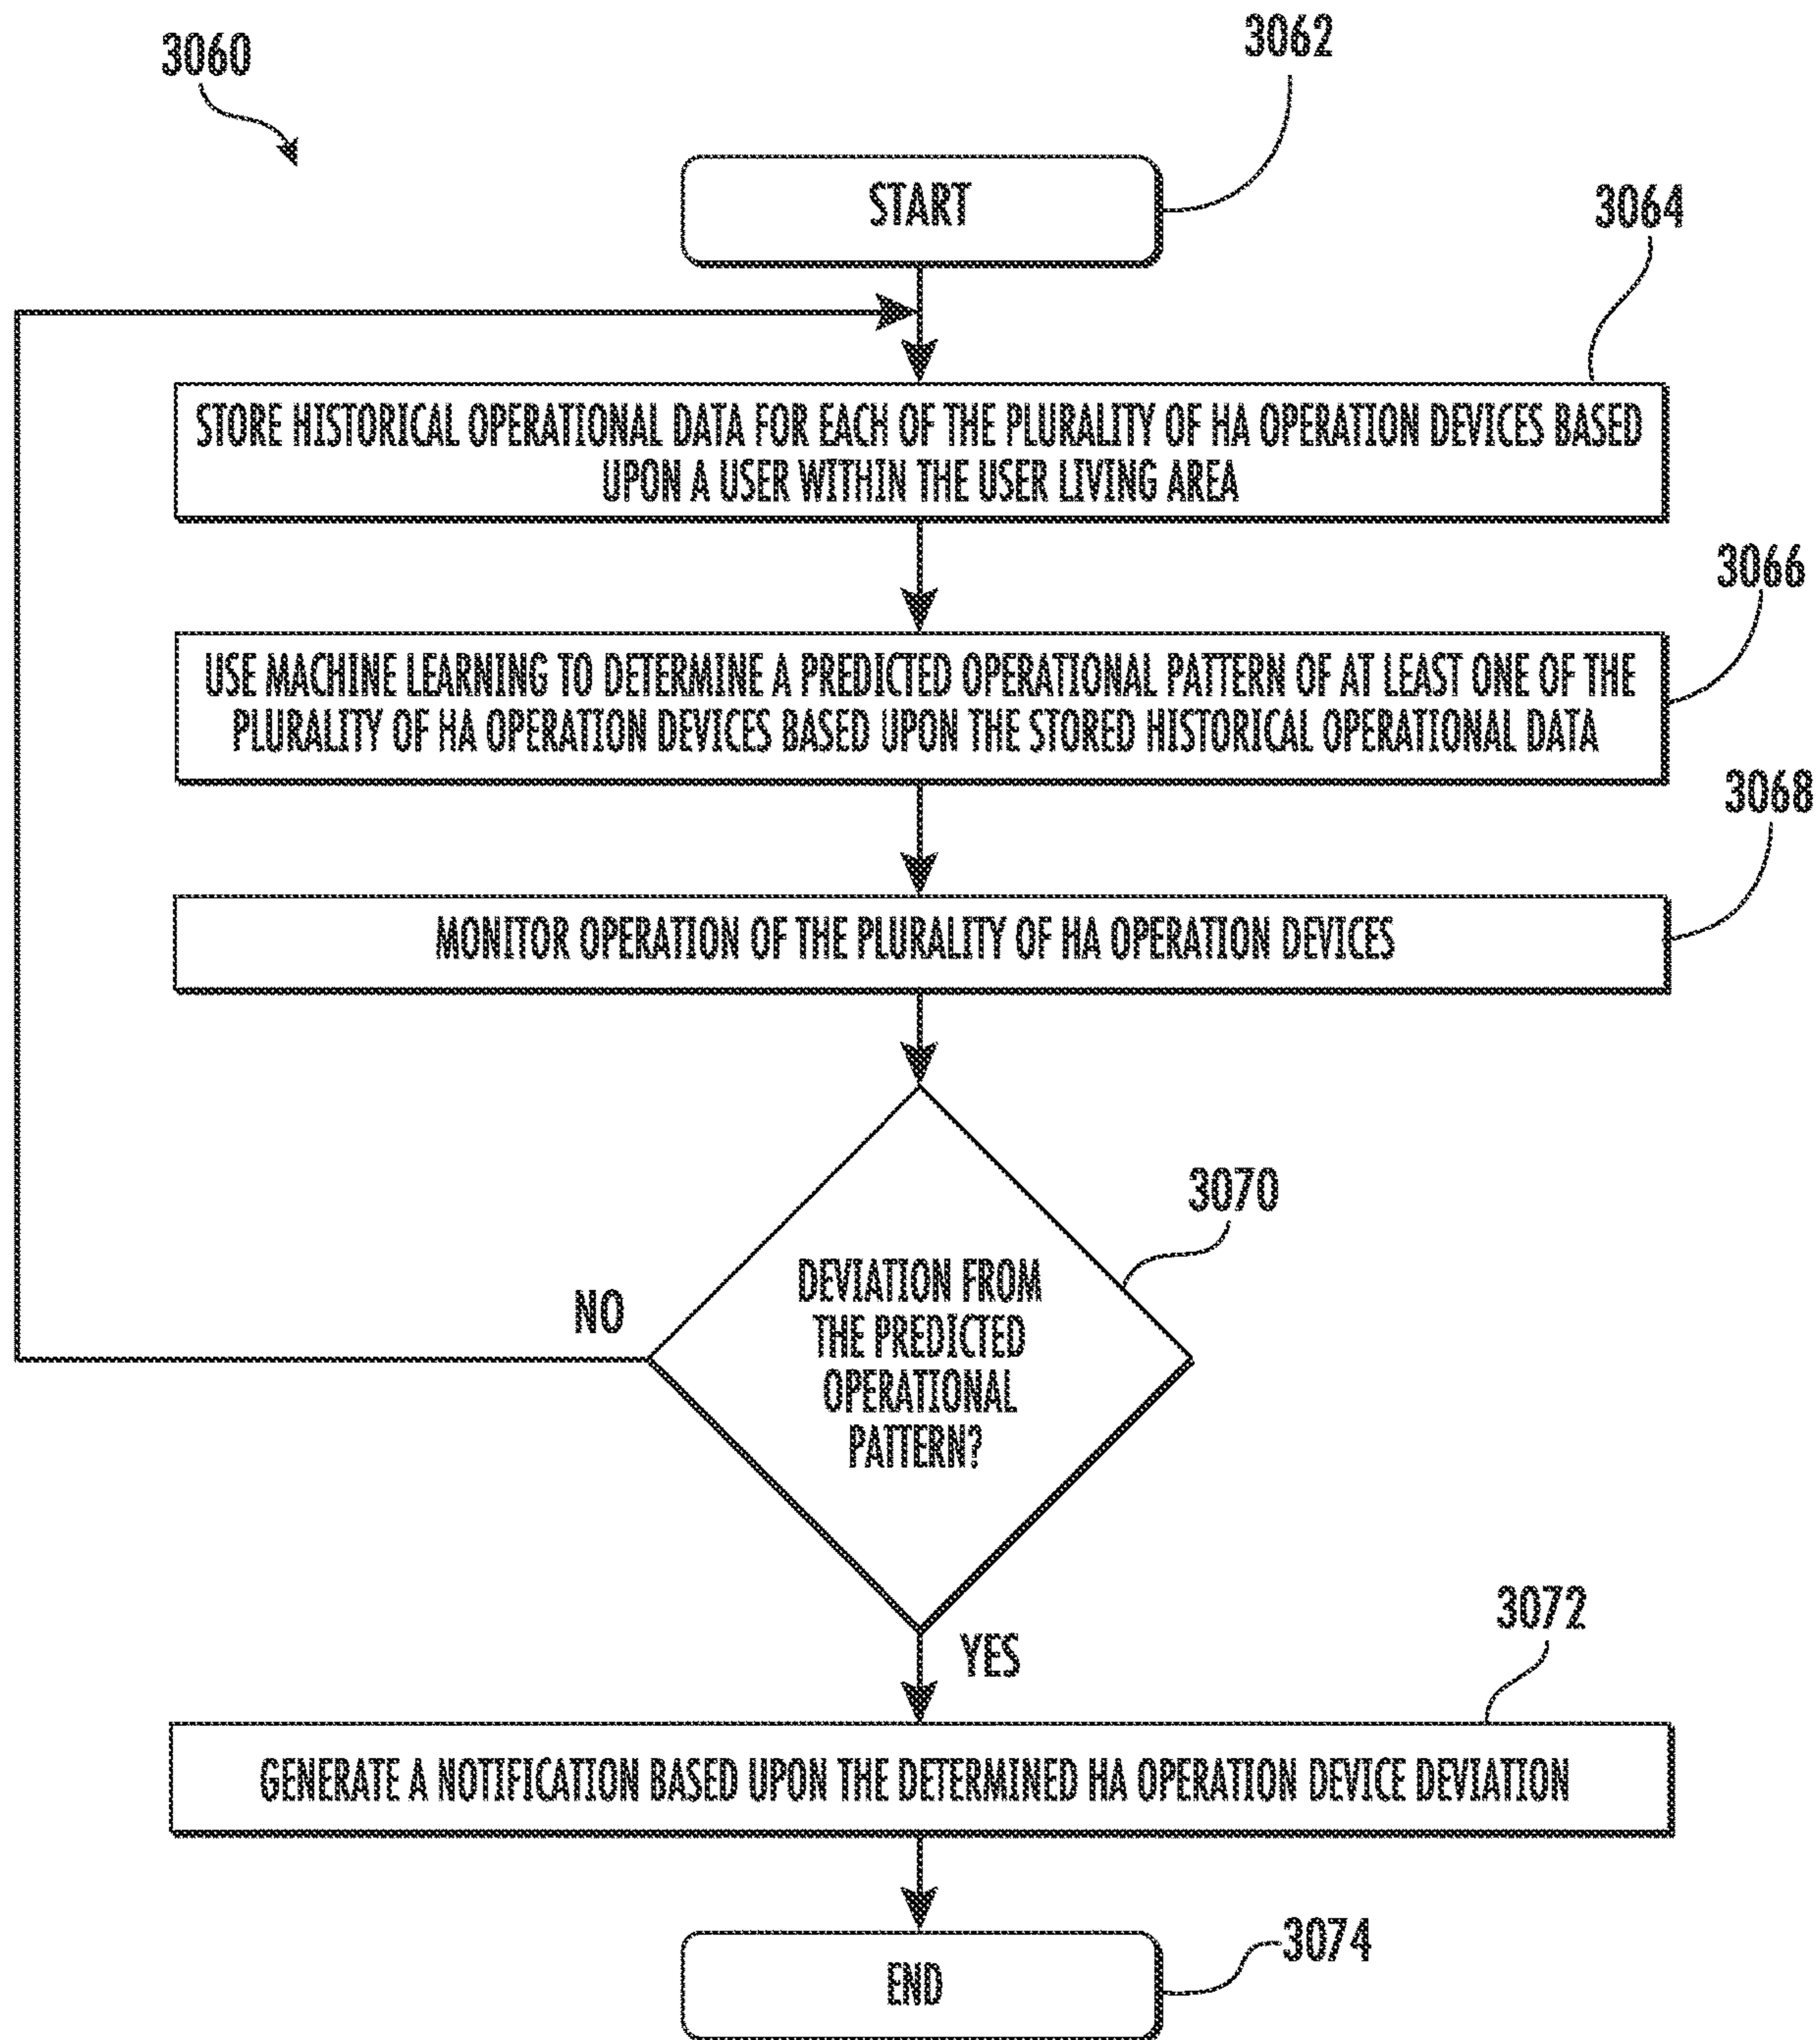 3060
3062
START
3064
STORE HISTORICAL OPERATIONAL DATA FOR EACH OF THE PLURALITY OF HA OPERATION DEVICES BASED
UPON A USER WITHIN THE USER LIVING AREA
3066
USE MACHINE LEARNING TO DETERMINE A PREDICTED OPERATIONAL PATTERN OF AT LEAST ONE OF THE
PLURALITY OF HA OPERATION DEVICES BASED UPON THE STORED HISTORICAL OPERATIONAL DATA
3068
MONITOR OPERATION OF THE PLURALITY OF HA OPERATION DEVICES
3070
DEVIATION FROM
THE PREDICTED
OPERATIONAL
PATTERN?
NO
YES
3072
GENERATE A NOTIFICATION BASED UPON THE DETERMINED HA OPERATION DEVICE DEVIATION
3074
END